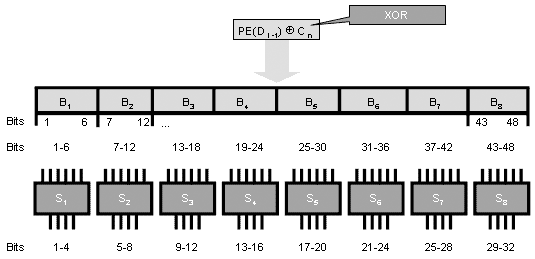 XOR
PE(D i-1) ⊕ Cn
B1 B2 B3 B4 B5 B6 B7 B8
Bits 1 6 7 12 ... 43 48
Bits 1-6 7-12 13-18 19-24 25-30 31-36 37-42 43-48
S1 S2 S3 S4 S5 S6 S7 S8
Bits 1-4 5-8 9-12 13-16 17-20 21-24 25-28 29-32